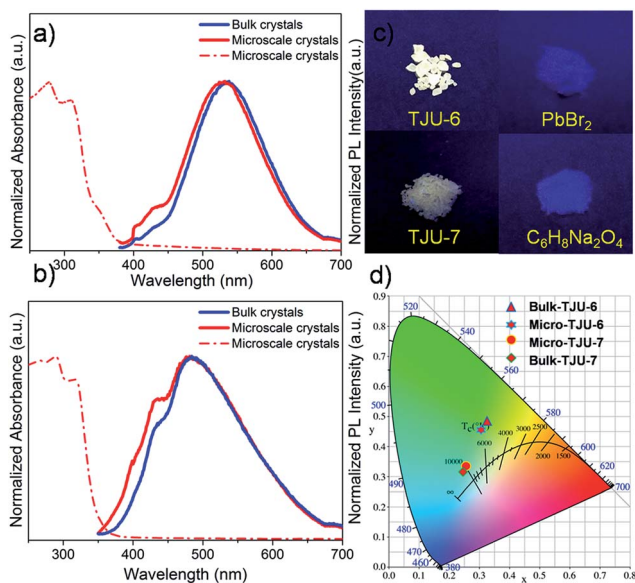 a)
Bulk crystals
Microscale crystals
Microscale crystals
Normalized Absorbance (a.u.)
Normalized PL Intensity(a.u.)
300 400 500 600 700
Wavelength (nm)
b)
Bulk crystals
Microscale crystals
Microscale crystals
Normalized Absorbance (a.u.)
Normalized PL Intensity (a.u.)
300 400 500 600 700
Wavelength (nm)
c)
TJU-6
PbBr2
TJU-7
C6H8Na2O4
d)
Bulk-TJU-6
Micro-TJU-6
Micro-TJU-7
Bulk-TJU-7
0.9
0.8
0.7
0.6
0.5
0.4
0.3
0.2
0.1
0.0
y
520
540
560
500
580
600
620
700
490
480
470
460
380
6000
4000
3000
2500
2000
1500
10000
∞
0.0 0.1 0.2 0.3 0.4 0.5 0.6 0.7 0.8
x